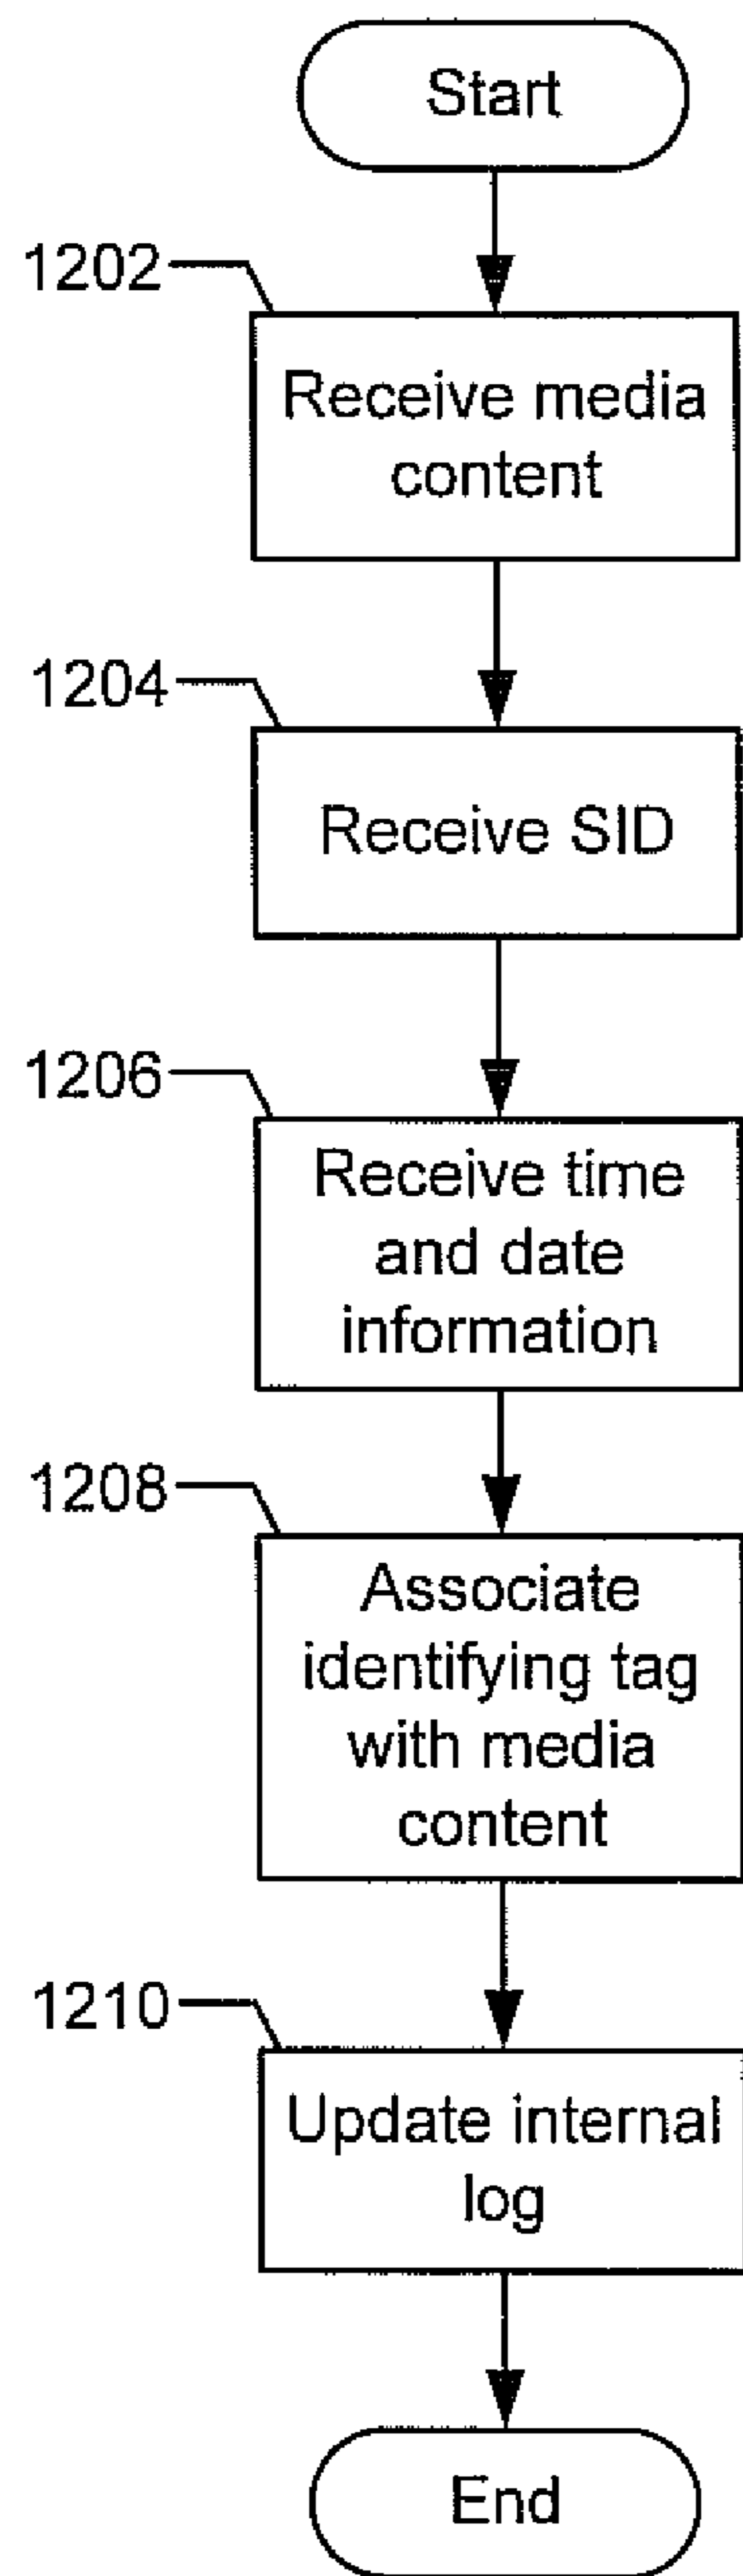 Start
1202
Receive media
content
1204
Receive SID
1206
Receive time
and date
information
1208
Associate
identifying tag
with media
content
1210
Update internal
log
End